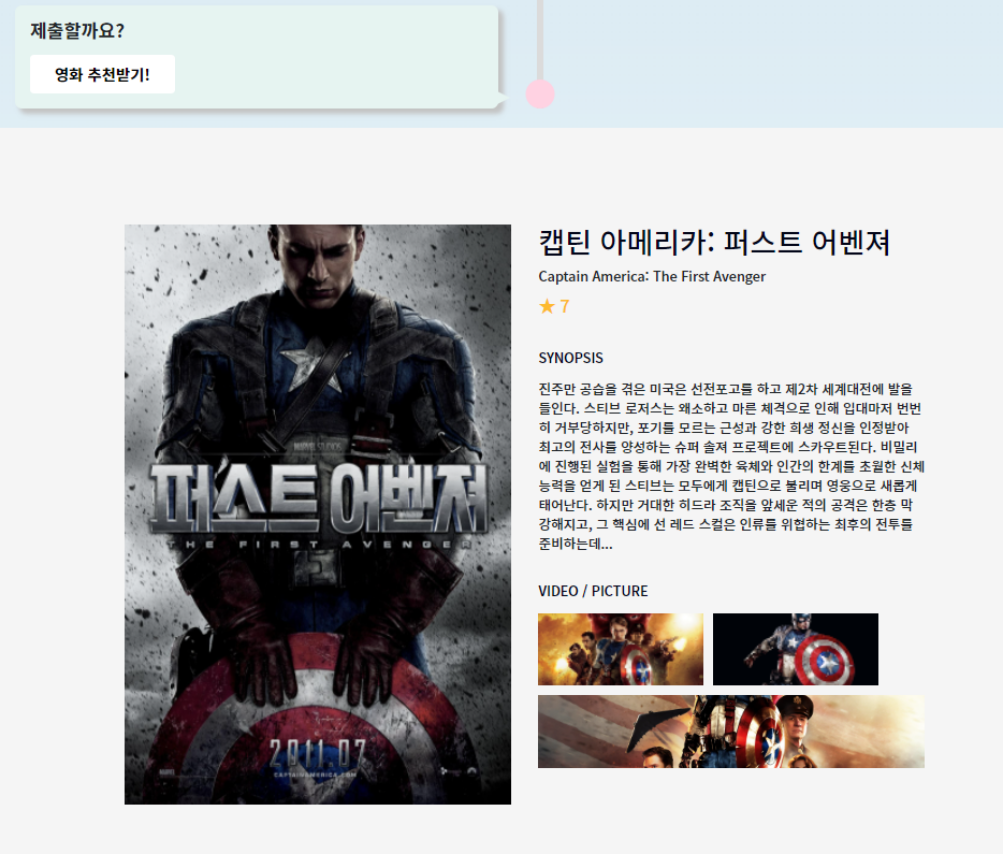 제출할까요?
영화 추천받기!
캡틴 아메리카: 퍼스트 어벤져
Captain America: The First Avenger
★ 7
SYNOPSIS
진주만 공습을 겪은 미국은 선전포고를 하고 제2차 세계대전에 발을
들인다. 스티브 로저스는 왜소하고 마른 체격으로 인해 입대마저 번번
히 거부당하지만, 포기를 모르는 근성과 강한 희생 정신을 인정받아
최고의 전사를 양성하는 슈퍼 솔져 프로젝트에 스카우트된다. 비밀리
에 진행된 실험을 통해 가장 완벽한 육체와 인간의 한계를 초월한 신체
능력을 얻게 된 스티브는 모두에게 캡틴으로 불리며 영웅으로 새롭게
태어난다. 하지만 거대한 히드라 조직을 앞세운 적의 공격은 한층 막
강해지고, 그 핵심에 선 레드 스컬은 인류를 위협하는 최후의 전투를
준비하는데...
VIDEO / PICTURE
MARVEL STUDIOS
퍼스트 어벤져
THE FIRST AVENGER
2011.07
CAPTAINAMERICA.COM
MARVEL